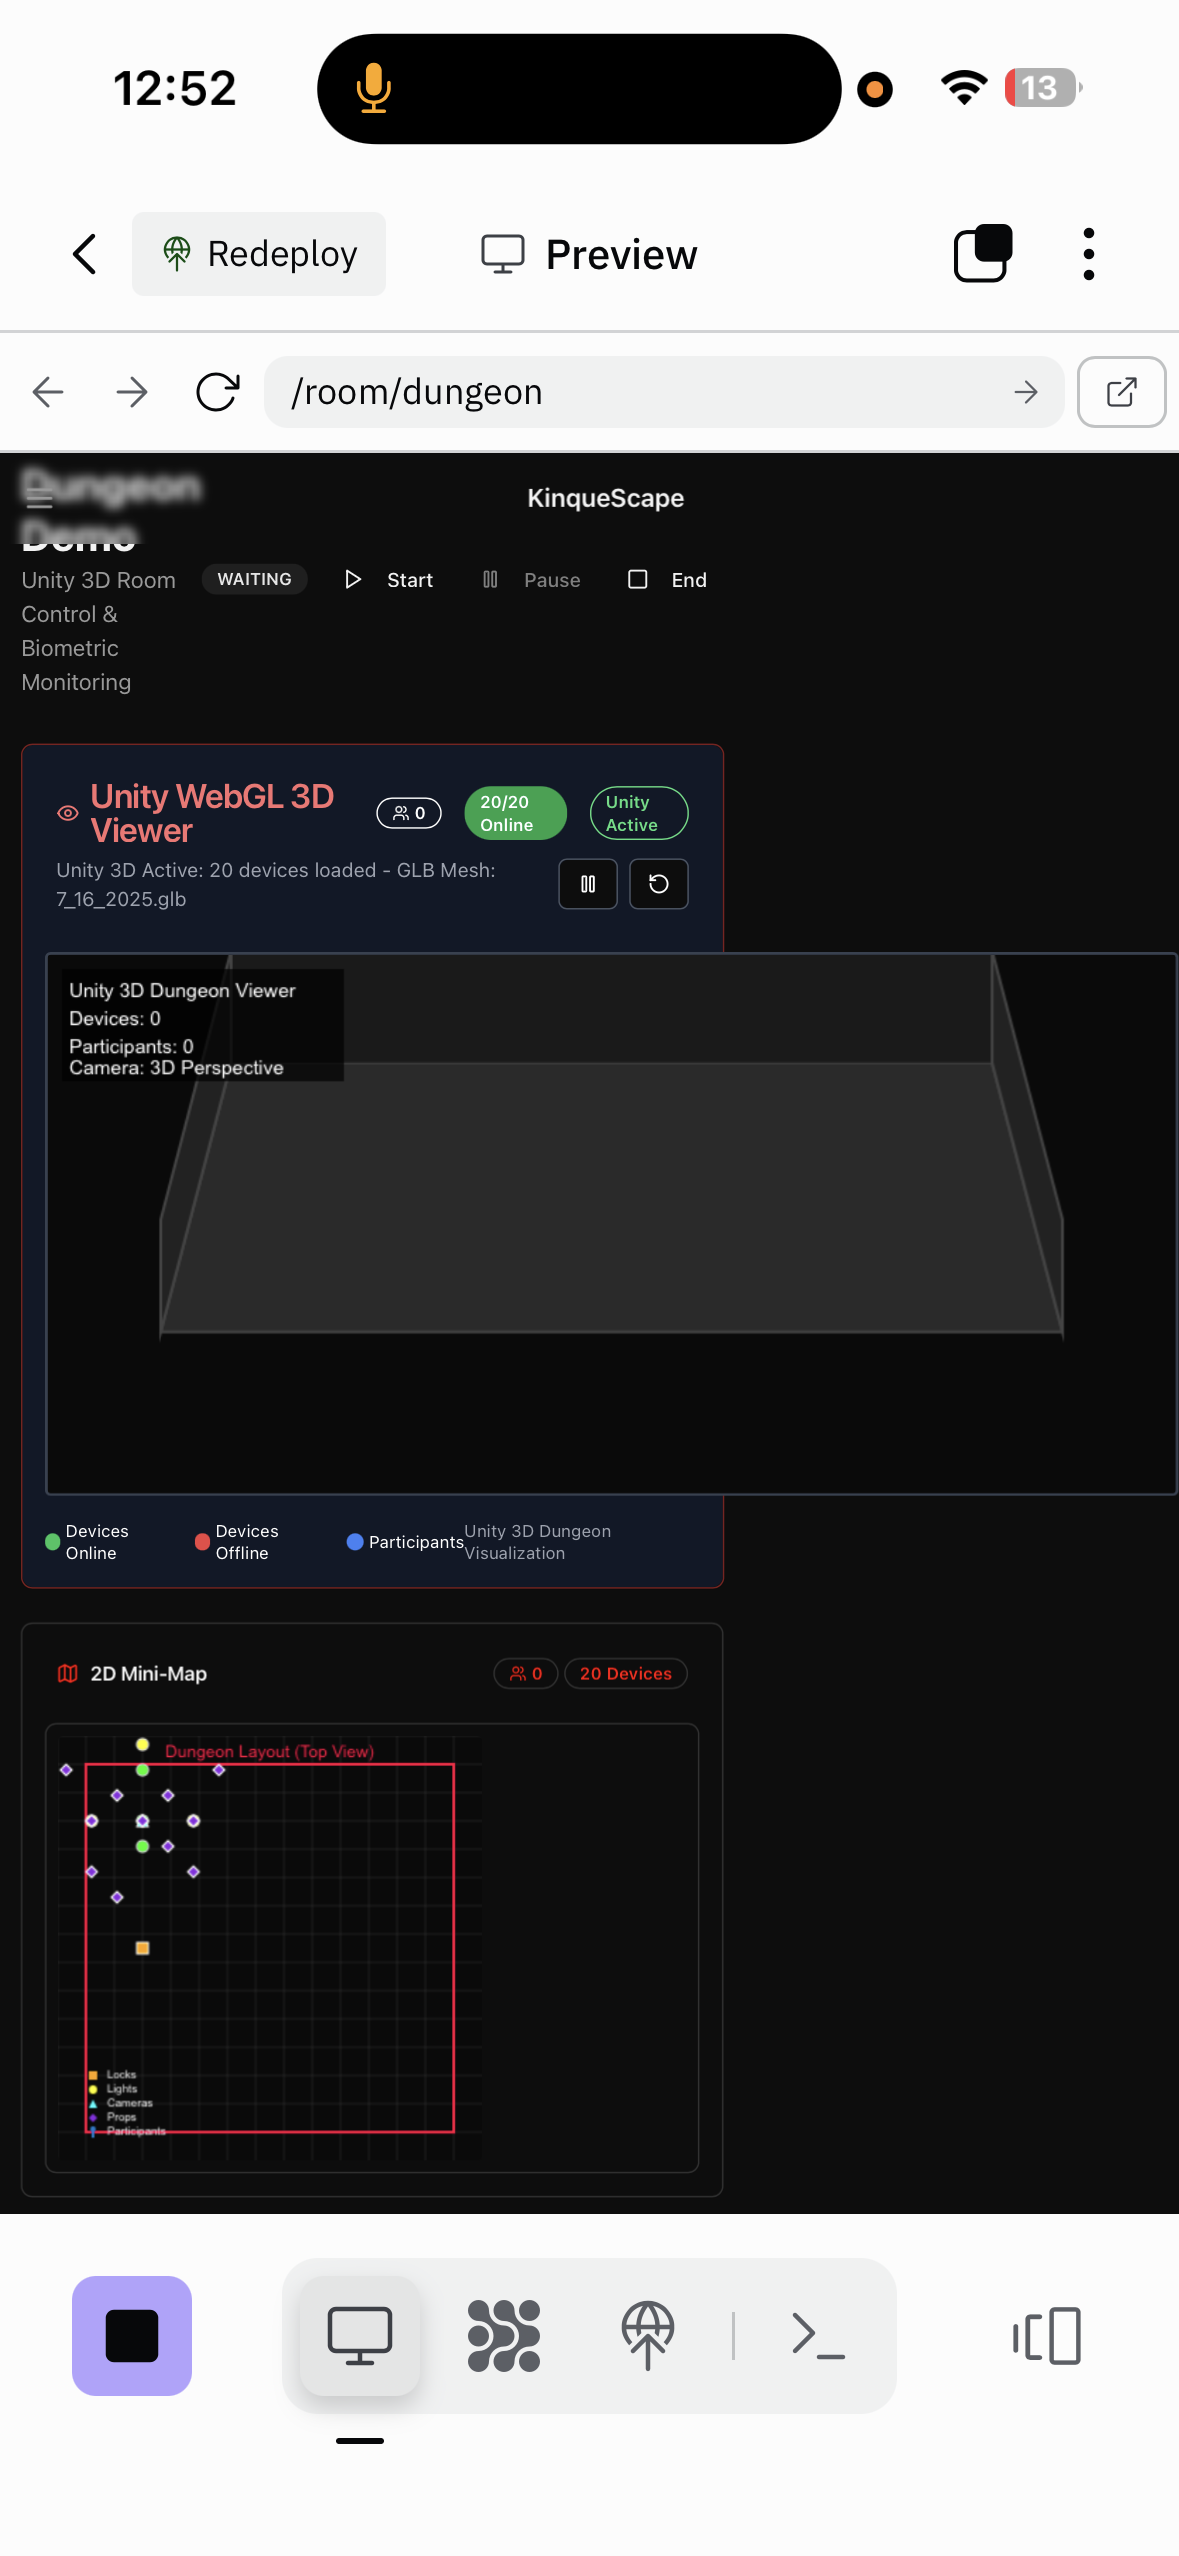 12:52
13
Redeploy
Preview
/room/dungeon
KinqueScape
Dungeon
Demo
Unity 3D Room
Control &
Biometric
Monitoring
WAITING
Start
Pause
End
Unity WebGL 3D
Viewer
0
20/20
Online
Unity
Active
Unity 3D Active: 20 devices loaded - GLB Mesh:
7_16_2025.glb
Unity 3D Dungeon Viewer
Devices: 0
Participants: 0
Camera: 3D Perspective
Devices
Online
Devices
Offline
Participants
Unity 3D Dungeon
Visualization
2D Mini-Map
0
20 Devices
Dungeon Layout (Top View)
Locks
Lights
Cameras
Props
Participants